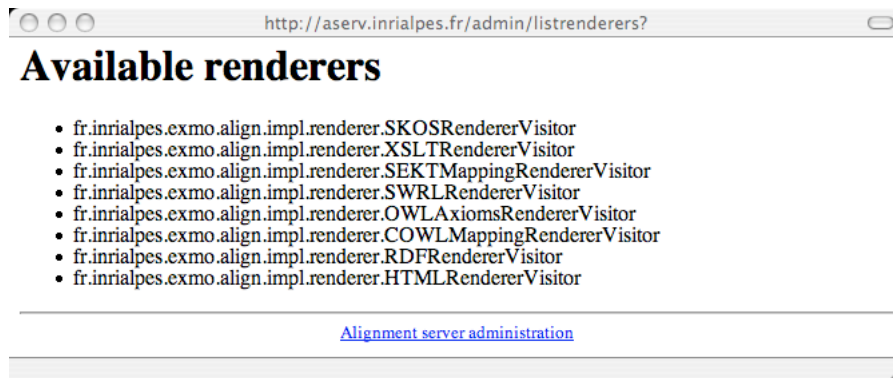 http://aserv.inrialpes.fr/admin/listrenderers?
Available renderers
• fr.inrialpes.exmo.align.impl.renderer.SKOSRendererVisitor
• fr.inrialpes.exmo.align.impl.renderer.XSLTRendererVisitor
• fr.inrialpes.exmo.align.impl.renderer.SEKTMappingRendererVisitor
• fr.inrialpes.exmo.align.impl.renderer.SWRLRendererVisitor
• fr.inrialpes.exmo.align.impl.renderer.OWLAxiomsRendererVisitor
• fr.inrialpes.exmo.align.impl.renderer.COWLMappingRendererVisitor
• fr.inrialpes.exmo.align.impl.renderer.RDFRendererVisitor
• fr.inrialpes.exmo.align.impl.renderer.HTMLRendererVisitor
Alignment server administration